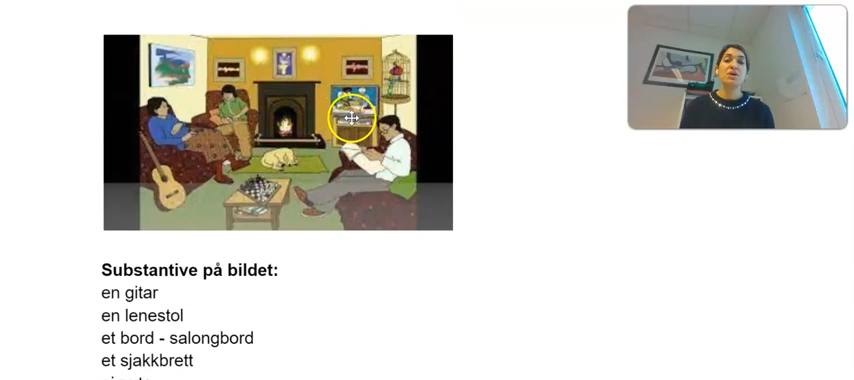 Substantive på bildet:
en gitar
en lenestol
et bord - salongbord
et sjakkbrett